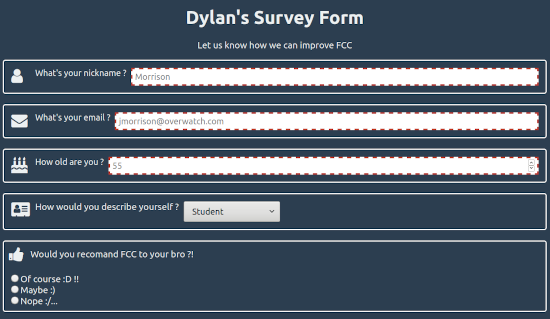 Dylan's Survey Form
Let us know how we can improve FCC
What's your nickname ? Morrison
What's your email ? jmorrison@overwatch.com
How old are you ? 55
How would you describe yourself ? Student
Would you recomand FCC to your bro ?!
Of course :D !!
Maybe :)
Nope :/...